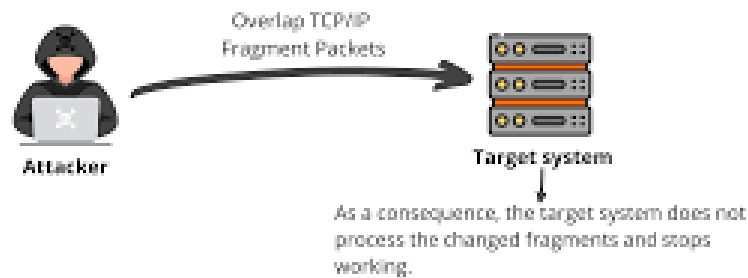 Overlap TCP/IP
Fragment Packets
Attacker
Target system
As a consequence, the target system does not
process the changed fragments and stops
working.